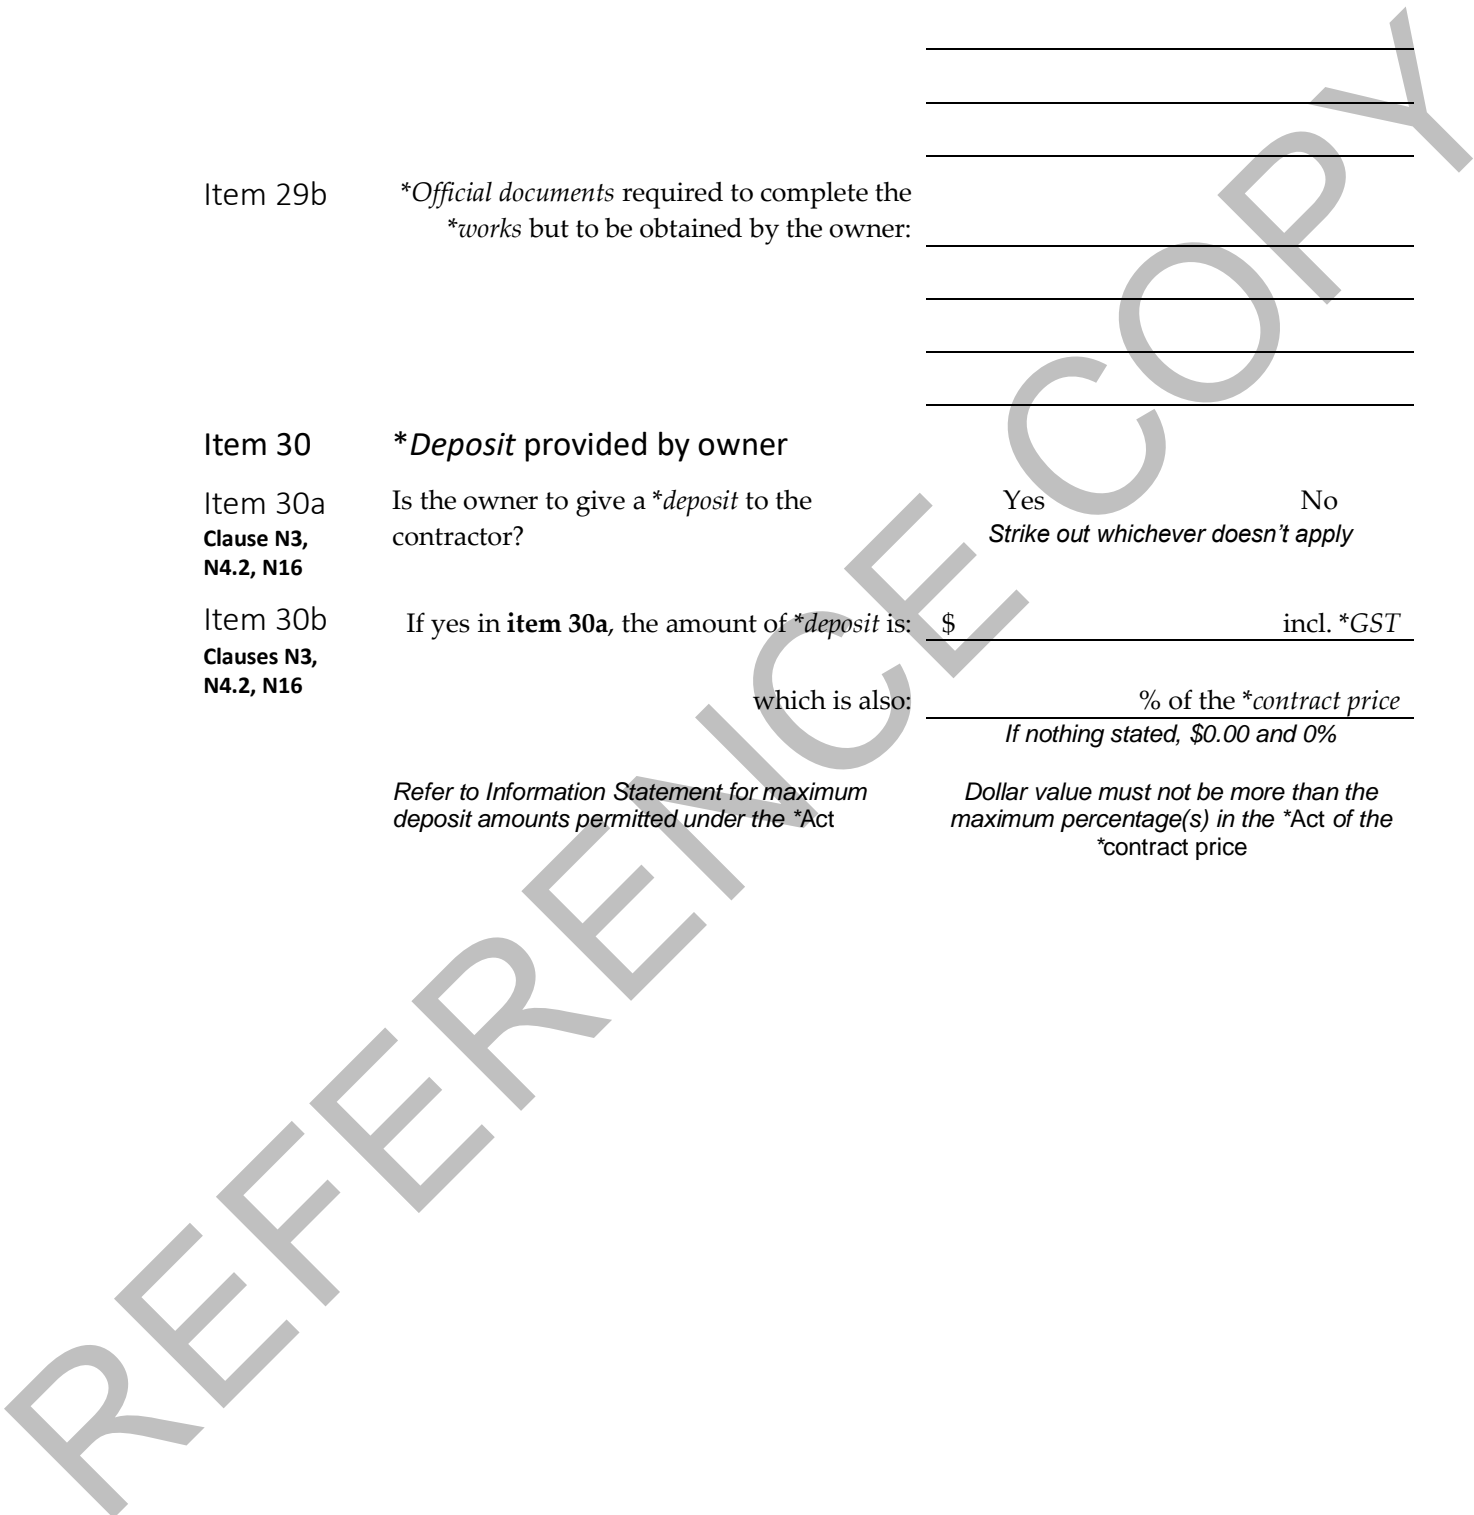 Item 29b *Official documents required to complete the
*works but to be obtained by the owner:
Item 30 *Deposit provided by owner
Item 30a Is the owner to give a *deposit to the Yes No
Clause N3, contractor? Strike out whichever doesn’t apply
N4.2, N16
Item 30b If yes in item 30a, the amount of *deposit is: $ incl. *GST
Clauses N3,
N4.2, N16 which is also: % of the *contract price
If nothing stated, $0.00 and 0%
Refer to Information Statement for maximum Dollar value must not be more than the
deposit amounts permitted under the *Act maximum percentage(s) in the *Act of the
*contract price
REFERENCE COPY